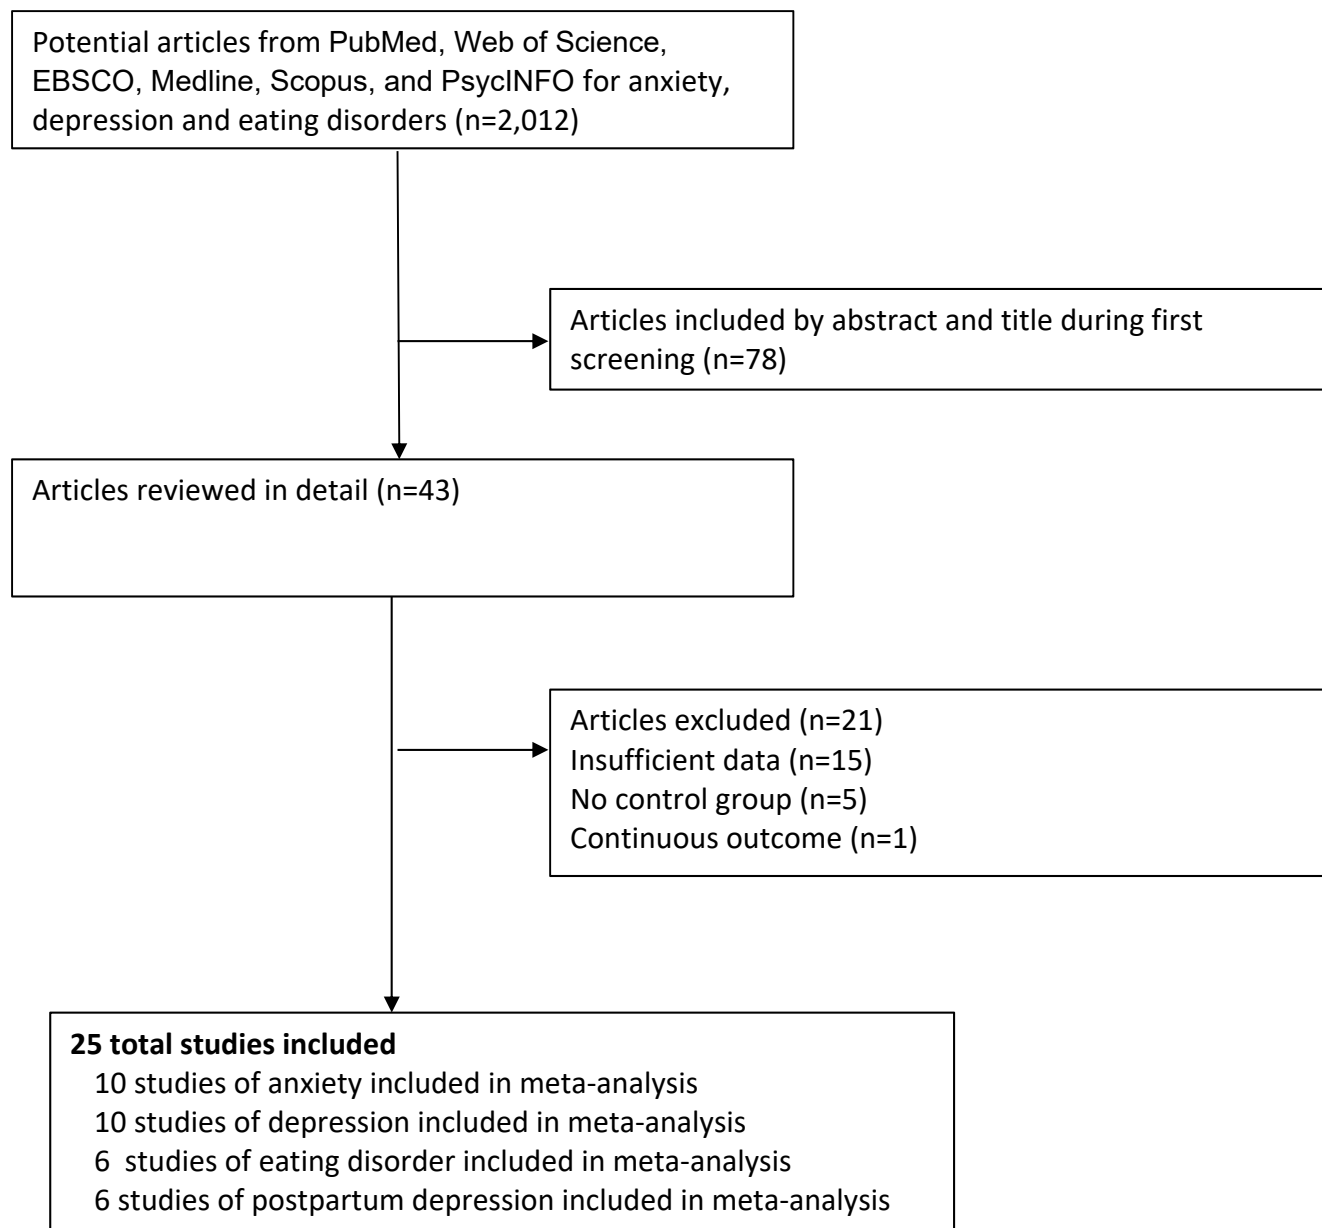 Potential articles from PubMed, Web of Science,
EBSCO, Medline, Scopus, and PsycINFO for anxiety,
depression and eating disorders (n=2,012)
Articles included by abstract and title during first
screening (n=78)
Articles reviewed in detail (n=43)
Articles excluded (n=21)
Insufficient data (n=15)
No control group (n=5)
Continuous outcome (n=1)
25 total studies included
10 studies of anxiety included in meta-analysis
10 studies of depression included in meta-analysis
6 studies of eating disorder included in meta-analysis
6 studies of postpartum depression included in meta-analysis